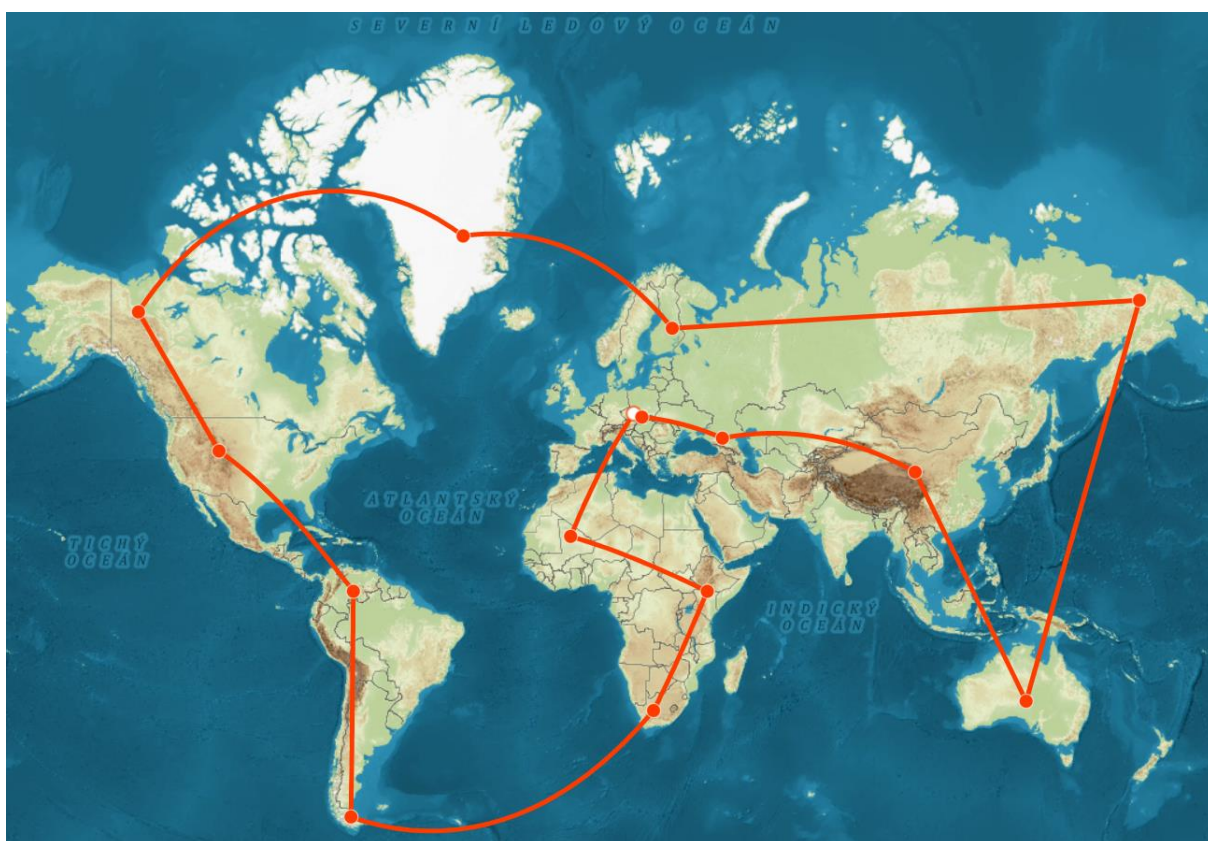 SEVERNÍ LEDOVÝ OCEÁN
ATLANTSKÝ
OCEÁN
TICHÝ
OCEÁN
INDICKÝ
OCEÁN